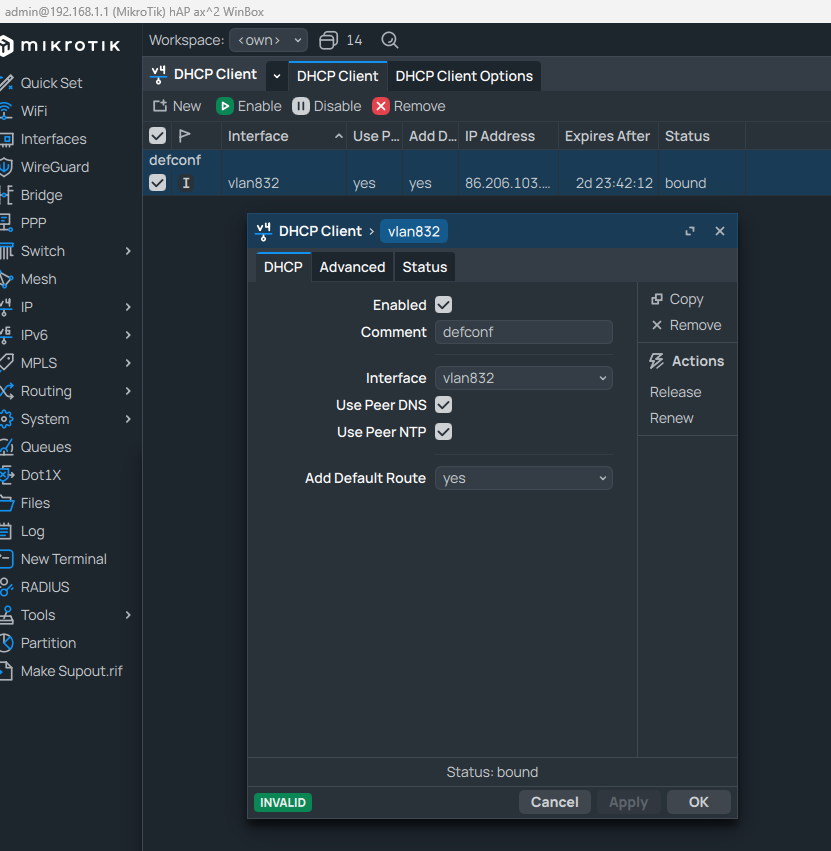 admin@192.168.1.1 (MikroTik) hAP ax^2 WinBox
MIKROTIK
Workspace: <own> 14
Quick Set
WiFi
Interfaces
WireGuard
Bridge
PPP
Switch
Mesh
IP
IPv6
MPLS
Routing
System
Queues
Dot1X
Files
Log
New Terminal
RADIUS
Tools
Partition
Make Supout.rif
v4 DHCP Client DHCP Client DHCP Client Options
New Enable Disable Remove
Interface Use P... Add D... IP Address Expires After Status
defconf
I vlan832 yes yes 86.206.103.... 2d 23:42:12 bound
v4 DHCP Client › vlan832
DHCP Advanced Status
Enabled
Comment defconf
Interface vlan832
Use Peer DNS
Use Peer NTP
Add Default Route yes
Copy
Remove
Actions
Release
Renew
Status: bound
INVALID Cancel Apply OK